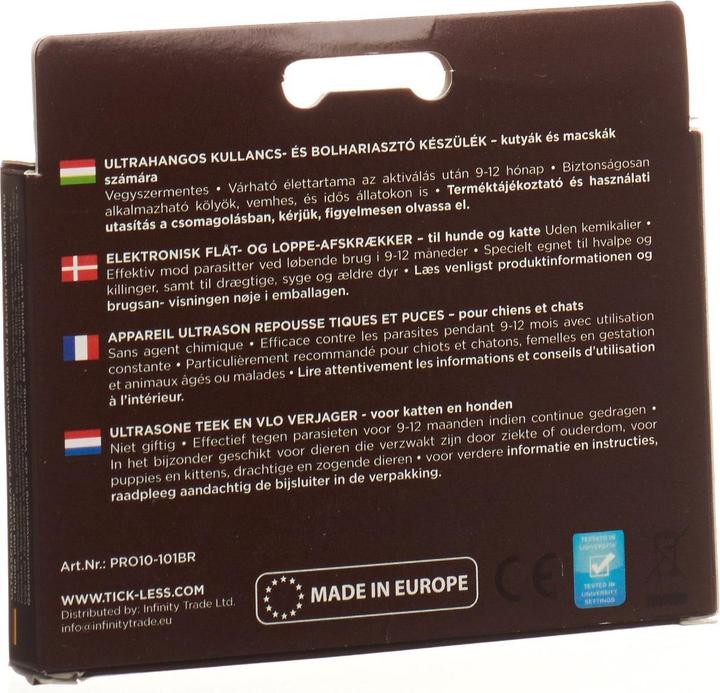 ULTRAHANGOS KULLANCS- ÉS BOLHARIASZTÓ KÉSZÜLÉK – kutyák és macskák
számára
Vegyszermentes • Várható élettartama az aktiválás után 9-12 hónap • Biztonságosan
alkalmazható kölyök, vemhes, és idős állatokon is • Terméktájékoztató és használati
utasítás a csomagolásban, kérjük, figyelmesen olvassa el.
ELEKTRONISK FLÅT- OG LOPPE-AFSKRÆKKER – til hunde og katte Uden kemikalier •
Effektiv mod parasitter ved løbende brug i 9-12 måneder • Specielt egnet til hvalpe og
killinger, samt til drægtige, syge og ældre dyr • Læs venligst produktinformationen og
brugsan- visningen nøje i emballagen.
APPAREIL ULTRASON REPOUSSE TIQUES ET PUCES – pour chiens et chats
Sans agent chimique • Efficace contre les parasites pendant 9-12 mois avec utilisation
constante • Particulièrement recommandé pour chiots et chatons, femelles en gestation
et animaux âgés ou malades • Lire attentivement les informations et conseils d'utilisation
à l'intérieur.
ULTRASONE TEEK EN VLO VERJAGER - voor katten en honden
Niet giftig • Effectief tegen parasieten voor 9-12 maanden indien continue gedragen •
In het bijzonder geschikt voor dieren die verzwakt zijn door ziekte of ouderdom, voor
puppies en kittens, drachtige en zogende dieren • voor verdere informatie en instructies,
raadpleeg aandachtig de bijsluiter in de verpakking.
Art.Nr.: PRO10-101BR
WWW.TICK-LESS.COM
Distributed by: Infinity Trade Ltd.
info@infinitytrade.eu
MADE IN EUROPE
CE
TESTATO IN
UNIVERSITÀ
TESTED IN
UNIVERSITY
SETTINGS